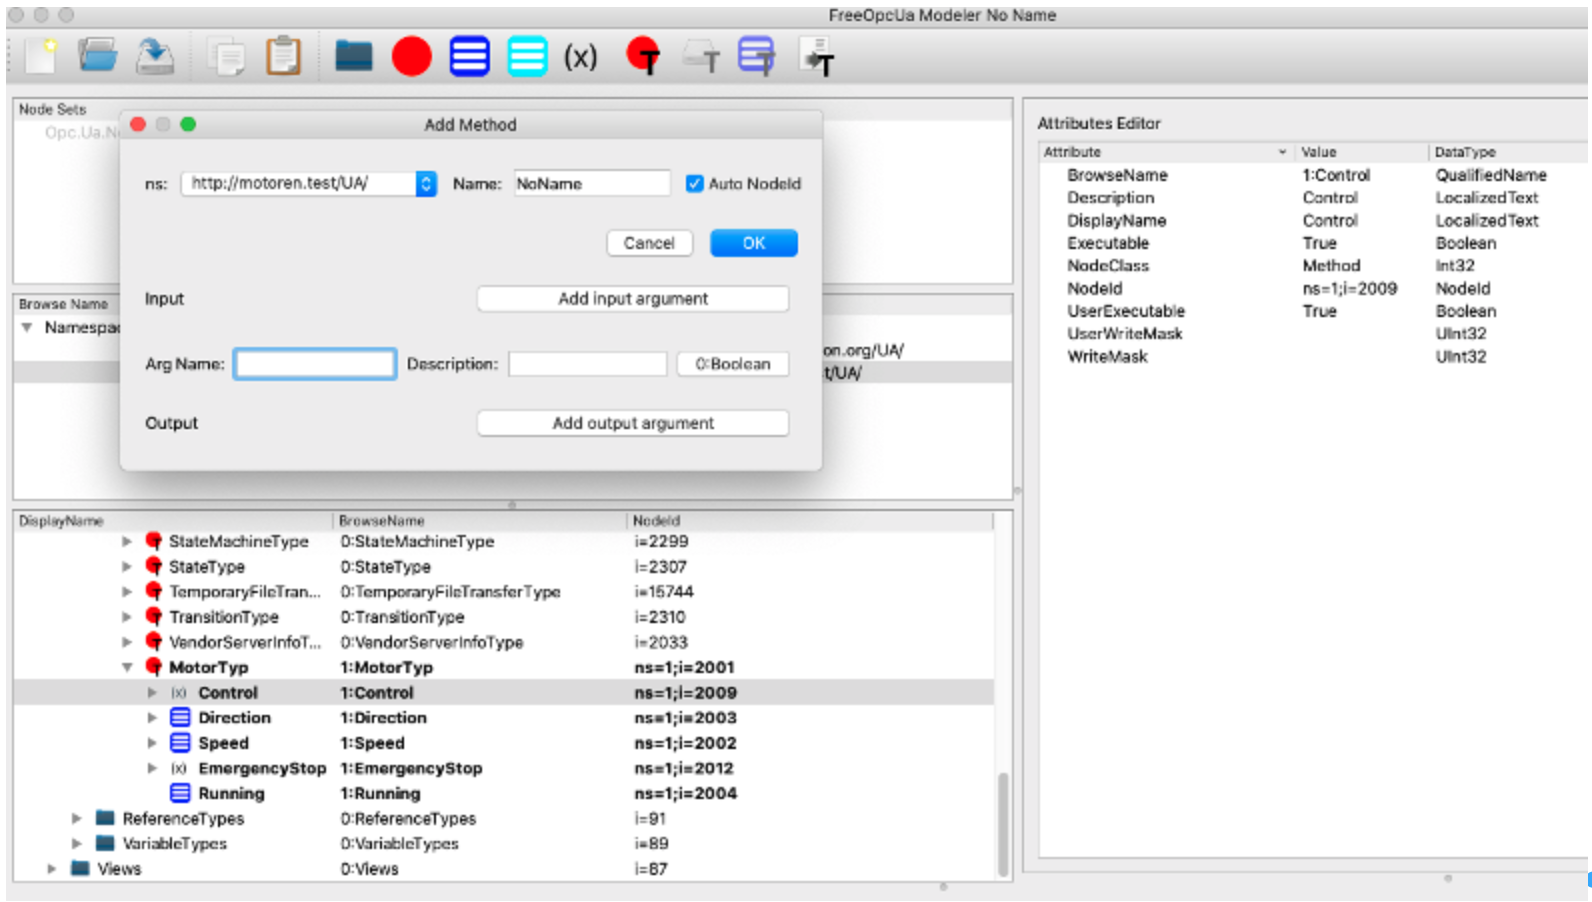 FreeOpcUa Modeler No Name
(x) T T T T
Node Sets
Opc.Ua.N
Add Method
ns: http://motoren.test/UA/ Name: NoName Auto NodeId
Cancel OK
Input Add input argument
Arg Name: Description: 0:Boolean
Output Add output argument
Browse Name
Namespa
on.org/UA/
t/UA/
Attributes Editor
Attribute Value DataType
BrowseName 1:Control QualifiedName
Description Control LocalizedText
DisplayName Control LocalizedText
Executable True Boolean
NodeClass Method Int32
NodeId ns=1;i=2009 NodeId
UserExecutable True Boolean
UserWriteMask UInt32
WriteMask UInt32
DisplayName BrowseName NodeId
StateMachineType 0:StateMachineType i=2299
StateType 0:StateType i=2307
TemporaryFileTran... 0:TemporaryFileTransferType i=15744
TransitionType 0:TransitionType i=2310
VendorServerInfoT... 0:VendorServerInfoType i=2033
MotorTyp 1:MotorTyp ns=1;i=2001
(x) Control 1:Control ns=1;i=2009
Direction 1:Direction ns=1;i=2003
Speed 1:Speed ns=1;i=2002
(x) EmergencyStop 1:EmergencyStop ns=1;i=2012
Running 1:Running ns=1;i=2004
ReferenceTypes 0:ReferenceTypes i=91
VariableTypes 0:VariableTypes i=89
Views 0:Views i=87